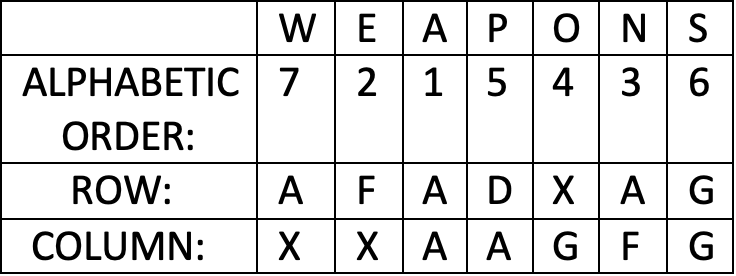 W E A P O N S
ALPHABETIC ORDER: 7 2 1 5 4 3 6
ROW: A F A D X A G
COLUMN: X X A A G F G